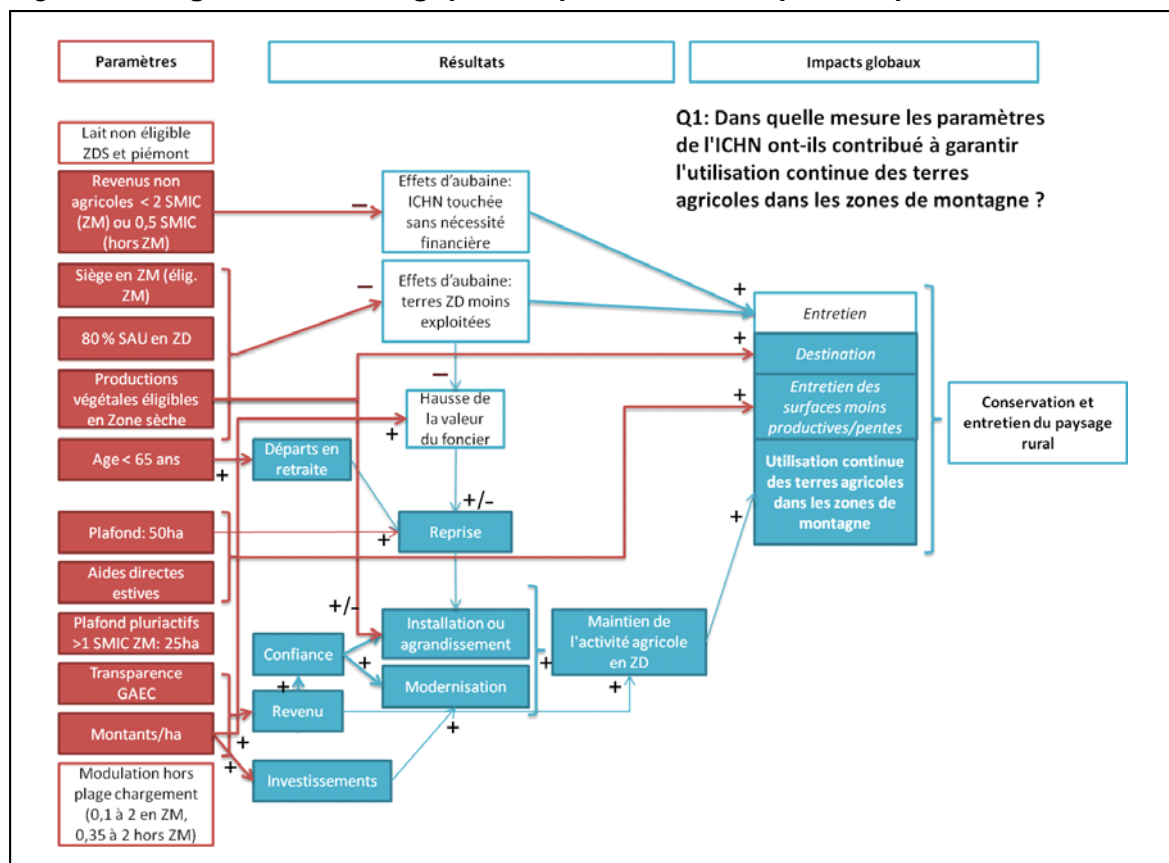 Paramètres
Résultats
Impacts globaux
Q1: Dans quelle mesure les paramètres
de l'ICHN ont-ils contribué à garantir
l'utilisation continue des terres
agricoles dans les zones de montagne ?
Lait non éligible
ZDS et piémont
Revenus non
agricoles < 2 SMIC
(ZM) ou 0,5 SMIC
(hors ZM)
Siège en ZM (élig.
ZM)
80 % SAU en ZD
Productions
végétales éligibles
en Zone sèche
Age < 65 ans
Plafond: 50ha
Aides directes
estives
Plafond pluriactifs
>1 SMIC ZM: 25ha
Transparence
GAEC
Montants/ha
Modulation hors
plage chargement
(0,1 à 2 en ZM,
0,35 à 2 hors ZM)
Effets d'aubaine:
ICHN touchée
sans nécessité
financière
Effets d'aubaine:
terres ZD moins
exploitées
Hausse de
la valeur
du foncier
Départs en
retraite
Reprise
Installation ou
agrandissement
Modernisation
Confiance
Revenu
Investissements
Maintien de
l'activité agricole
en ZD
Entretien
Destination
Entretien des
surfaces moins
productives/pentes
Utilisation continue
des terres agricoles
dans les zones de
montagne
Conservation et
entretien du paysage
rural
−
−
−
+
+
+/-
+
+/-
+
+
+
+
+
+
+
+
+
+
+